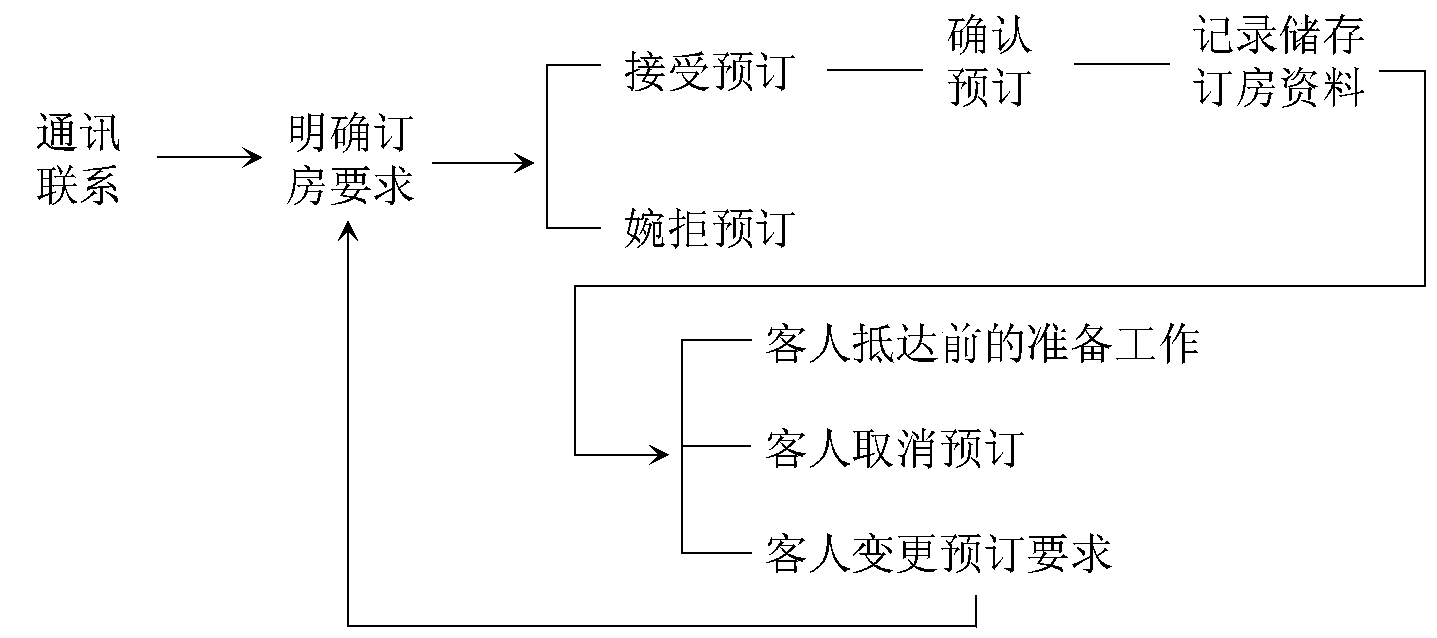 通讯
联系
明确订
房要求
接受预订
确认
预订
记录储存
订房资料
婉拒预订
客人抵达前的准备工作
客人取消预订
客人变更预订要求